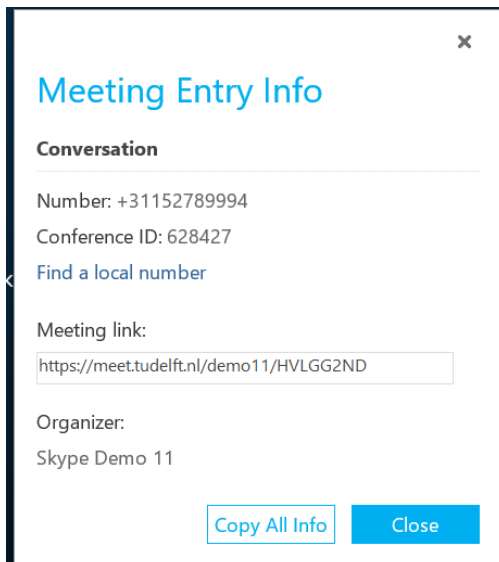 Meeting Entry Info
Conversation
Number: +31152789994
Conference ID: 628427
Find a local number
Meeting link:
https://meet.tudelft.nl/demo11/HVLGG2ND
Organizer:
Skype Demo 11
Copy All Info
Close